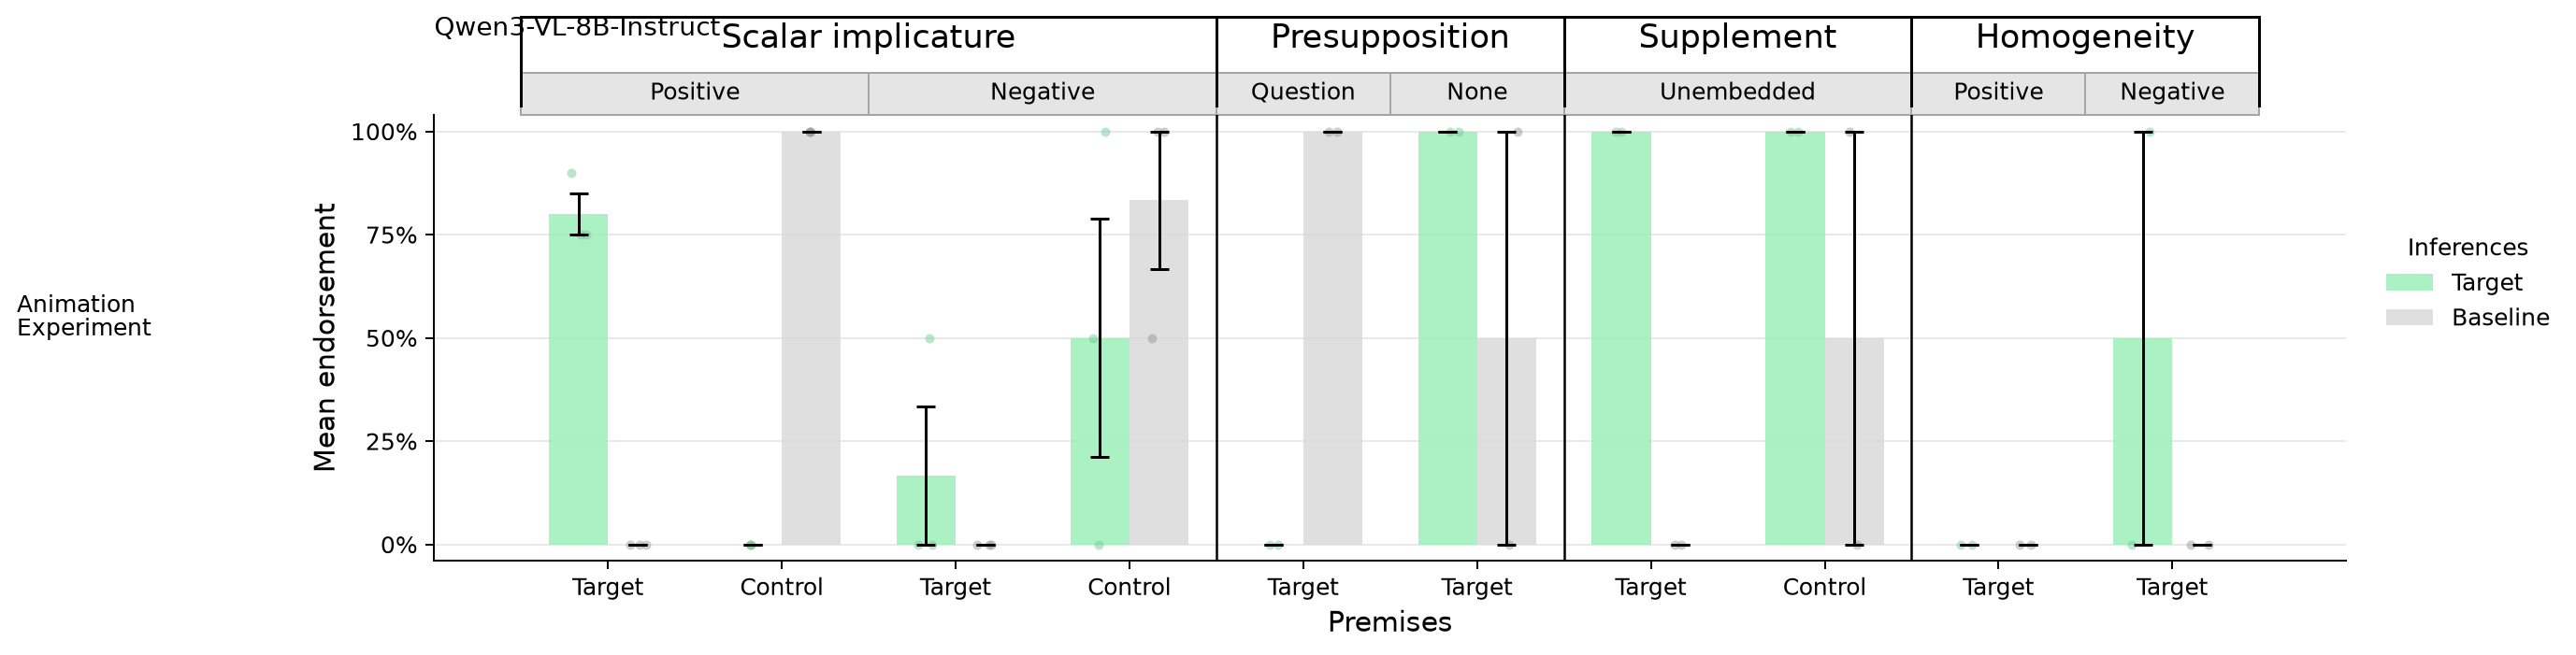 Qwen3-VL-8B-Instruct
Scalar implicature Presupposition Supplement Homogeneity
Positive Negative Question None Unembedded Positive Negative
100%
75%
50%
25%
0%
Mean endorsement
Animation
Experiment
Inferences
Target
Baseline
Target Control Target Control Target Target Target Control Target Target
Premises